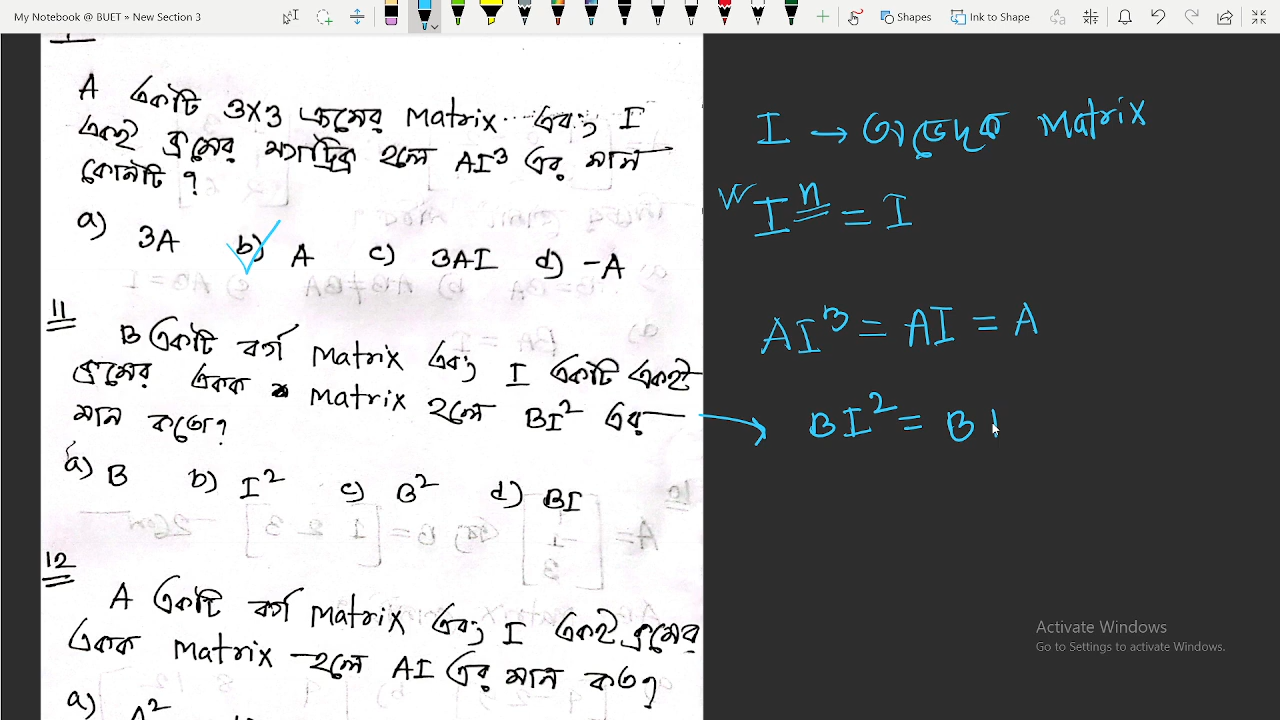 My Notebook @ BUET » New Section 3
Shapes
Ink to Shape
A একটি 3X3 ক্রমের Matrix এবং I
একই ক্রমের ম্যাট্রিক্স হলে AI³ এর মান
কোনটি ?
a) 3A b) A c) 3AI d) -A
11
B একটি বর্গ Matrix এবং I একটি একই
ক্রমের একক Matrix হলে BI² এর
মান কতো?
a) B b) I² c) B² d) BI
12
A একটি বর্গ Matrix এবং I একই ক্রমের
একক Matrix হলে AI এর মান কত?
a) A²
I → অভেদক Matrix
Iⁿ = I
AI³ = AI = A
BI² = B
Activate Windows
Go to Settings to activate Windows.